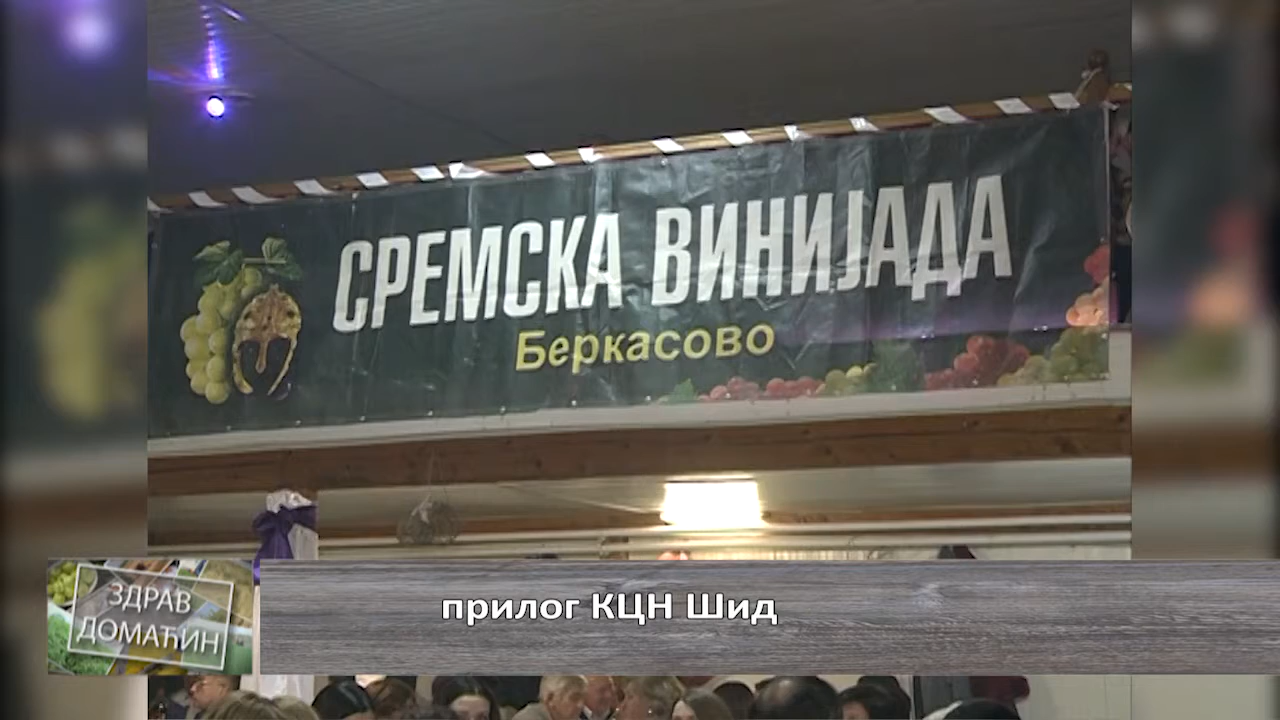 СРЕМСКА ВИНИЈАДА
Беркасово
ЗДРАВ
ДОМАЋИН
прилог КЦН Шид